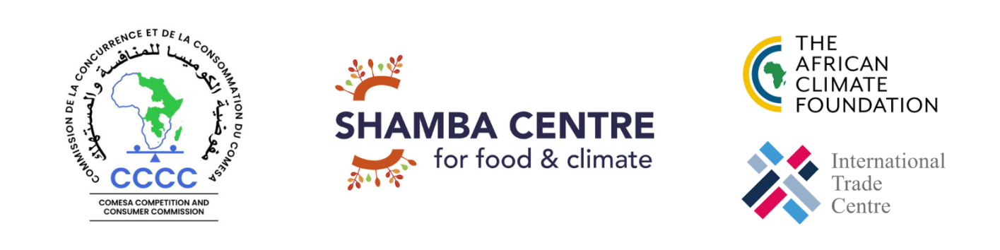 COMMISSION DE LA CONCURRENCE ET DE LA CONSOMMATION DU COMESA
مفوضية الكوميسا للمنافسة والمستهلك
CCCC
COMESA COMPETITION AND
CONSUMER COMMISSION
SHAMBA CENTRE
for food & climate
THE
AFRICAN
CLIMATE
FOUNDATION
International
Trade
Centre